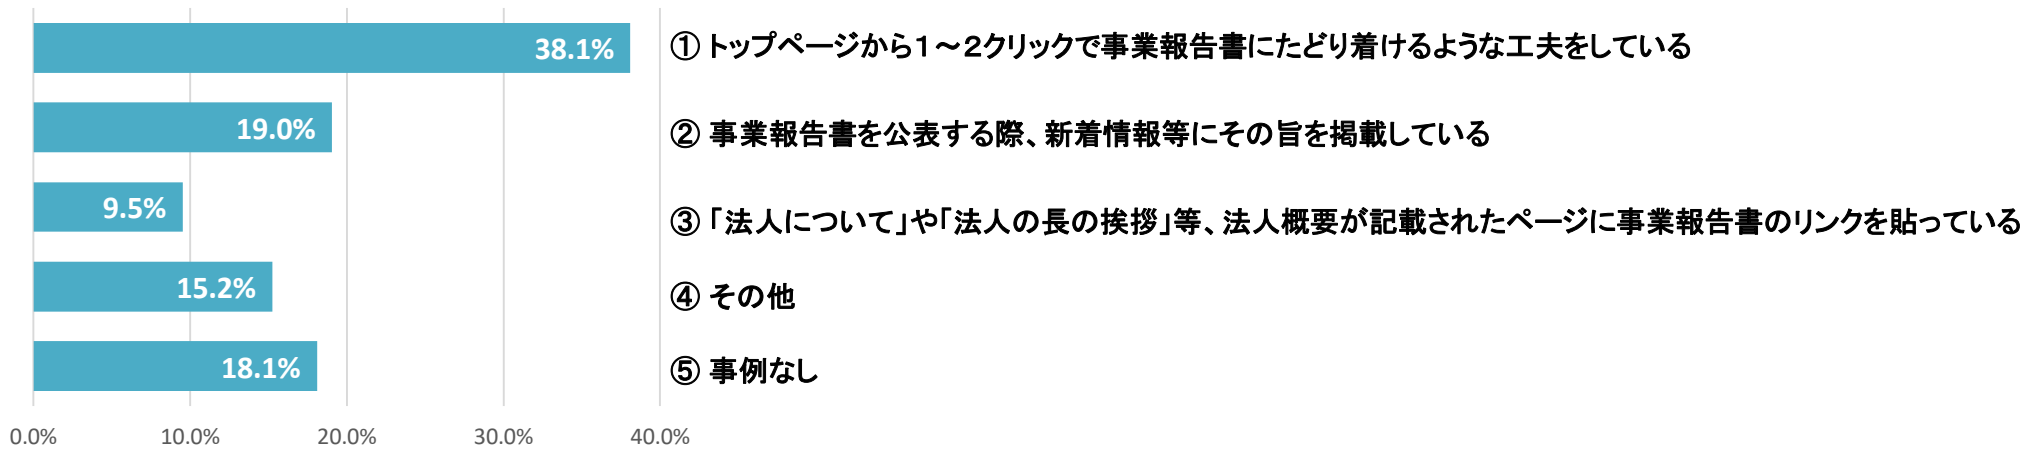 38.1%
① トップページから１～２クリックで事業報告書にたどり着けるような工夫をしている
19.0%
② 事業報告書を公表する際、新着情報等にその旨を掲載している
9.5%
③ 「法人について」や「法人の長の挨拶」等、法人概要が記載されたページに事業報告書のリンクを貼っている
15.2%
④ その他
18.1%
⑤ 事例なし
0.0% 10.0% 20.0% 30.0% 40.0%